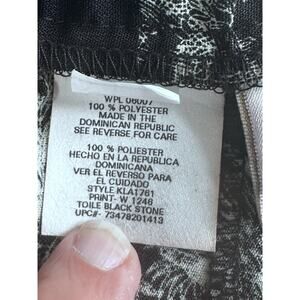 WPL 06007
100 % POLYESTER
MADE IN THE
DOMINICAN REPUBLIC
SEE REVERSE FOR CARE
100 % POLIESTER
HECHO EN LA REPUBLICA
DOMINICANA
VER EL REVERSO PARA
EL CUIDADO
STYLE KLA1761
PRINT- W 1246
TOILE BLACK STONE
UPC#- 73478201413